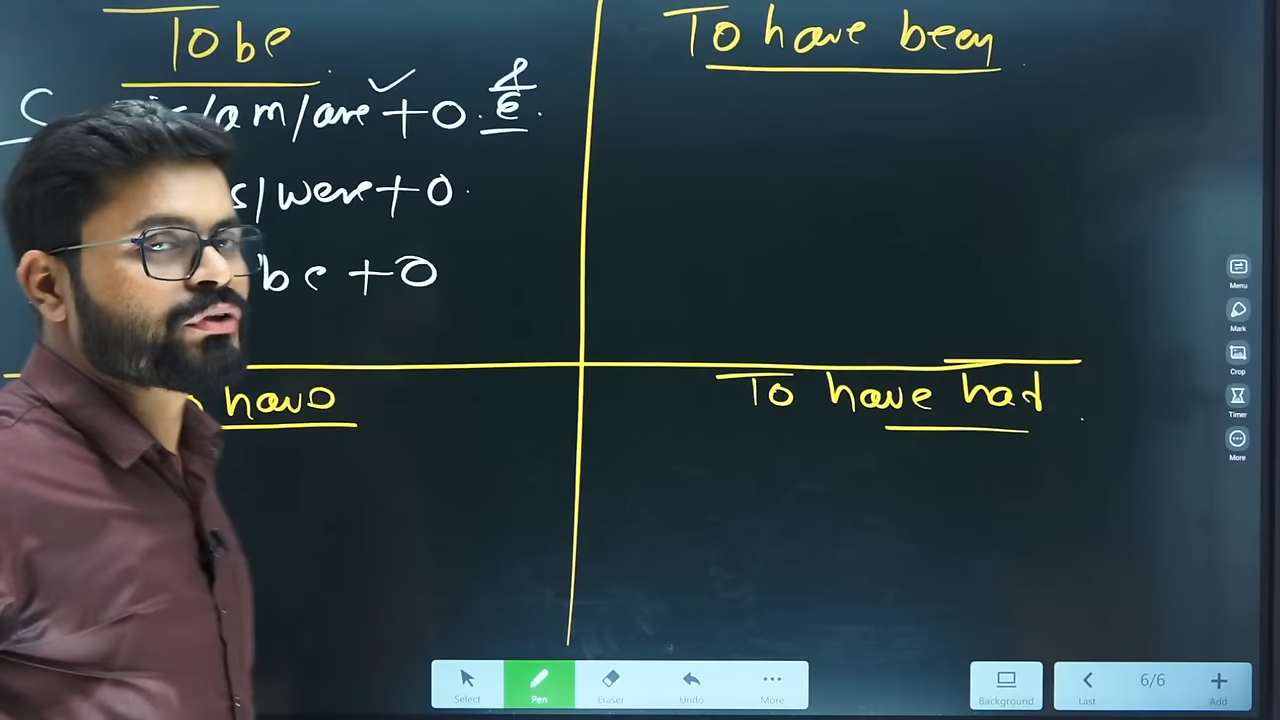 To be
To have been
/am/are + O.
s/were + O.
be + O
have
To have had
Menu
Mark
Crop
Timer
More
Select
Pen
Eraser
Undo
More
Background
Last
6/6
Add